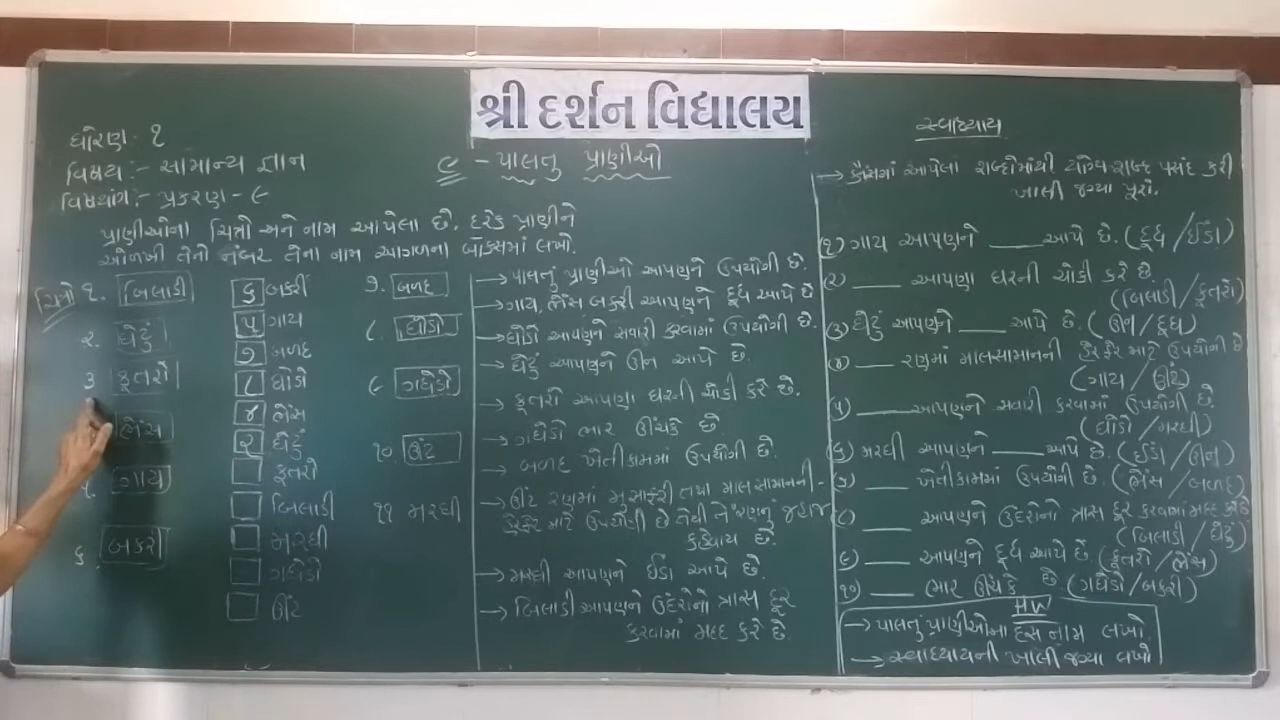 શ્રી દર્શન વિદ્યાલય
ધોરણ - ૧
વિષય :- સામાન્ય જ્ઞાન
વિષયાંગ :- પ્રકરણ - ૯
૯ - પાલતુ પ્રાણીઓ
પ્રાણીઓના ચિત્રો અને નામ આપેલા છે. દરેક પ્રાણીને
ઓળખી તેનો નંબર તેના નામ આગળના બોક્સમાં લખો.
ચિત્રો ૧. બિલાડી
૨. ઘેટું
૩ કૂતરો
ભેંસ
૫. ગાય
૬. બકરી
૬ બકરી
૫ ગાય
૭ બળદ
૮ ઘોડો
૪ ભેંસ
૨ ઘેટું
કૂતરો
બિલાડી
મરઘી
ગધેડો
ઊંટ
૭. બળદ
૮. ઘોડો
૯ ગધેડો
૧૦. ઊંટ
૧૧ મરઘી
→ પાલતું પ્રાણીઓ આપણને ઉપયોગી છે.
→ ગાય, ભેંસ બકરી આપણને દૂધ આપે છે
→ ઘોડો આપણને સવારી કરવામાં ઉપયોગી છે.
→ ઘેટું આપણને ઊન આપે છે.
→ કૂતરો આપણા ઘરની ચોકી કરે છે.
→ ગધેડો ભાર ઊંચકે છે.
→ બળદ ખેતીકામમાં ઉપયોગી છે.
→ ઊંટ રણમાં મુસાફરી તથા માલસામાનની -
હેરફેર માટે ઉપયોગી છે તેથી તે રણનું જહાજ
કહેવાય છે.
→ મરઘી આપણને ઈંડા આપે છે.
→ બિલાડી આપણને ઉંદરોનો ત્રાસ દૂર
કરવામાં મદદ કરે છે.
સ્વાધ્યાય
→ કૌંસમાં આપેલા શબ્દોમાંથી યોગ્ય શબ્દ પસંદ કરી
ખાલી જગ્યા પૂરો.
(૧) ગાય આપણને ____ આપે છે. (દૂધ / ઈંડા)
(૨) ____ આપણા ઘરની ચોકી કરે છે.
(બિલાડી / કૂતરો)
(૩) ઘેટું આપણને ____ આપે છે. (ઊન / દૂધ)
(૪) ____ રણમાં માલસામાનની હેરફેર માટે ઉપયોગી છે
(ગાય / ઊંટ)
(૫) ____ આપણને સવારી કરવામાં ઉપયોગી છે.
(ઘોડો / મરઘી)
(૬) મરઘી આપણને ____ આપે છે. (ઈંડા / ઊન)
(૭) ____ ખેતીકામમાં ઉપયોગી છે. (ભેંસ / બળદ)
(૮ ____ આપણને ઉંદરોનો ત્રાસ દૂર કરવામાં મદદ કરે છે
(બિલાડી / ઘેટું)
(૯) ____ આપણને દૂધ આપે છે (કૂતરો / ભેંસ)
(૧૦) ____ ભાર ઊંચકે છે (ગધેડો / બકરી)
HW
→ પાલતું પ્રાણીઓના દસ નામ લખો.
→ સ્વાધ્યાયની ખાલી જગ્યા લખો